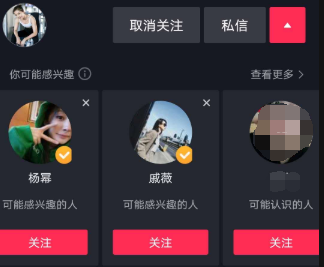 取消关注 私信
你可能感兴趣 查看更多
杨幂 戚薇
可能感兴趣的人 可能感兴趣的人 可能认识的人
关注 关注 关注